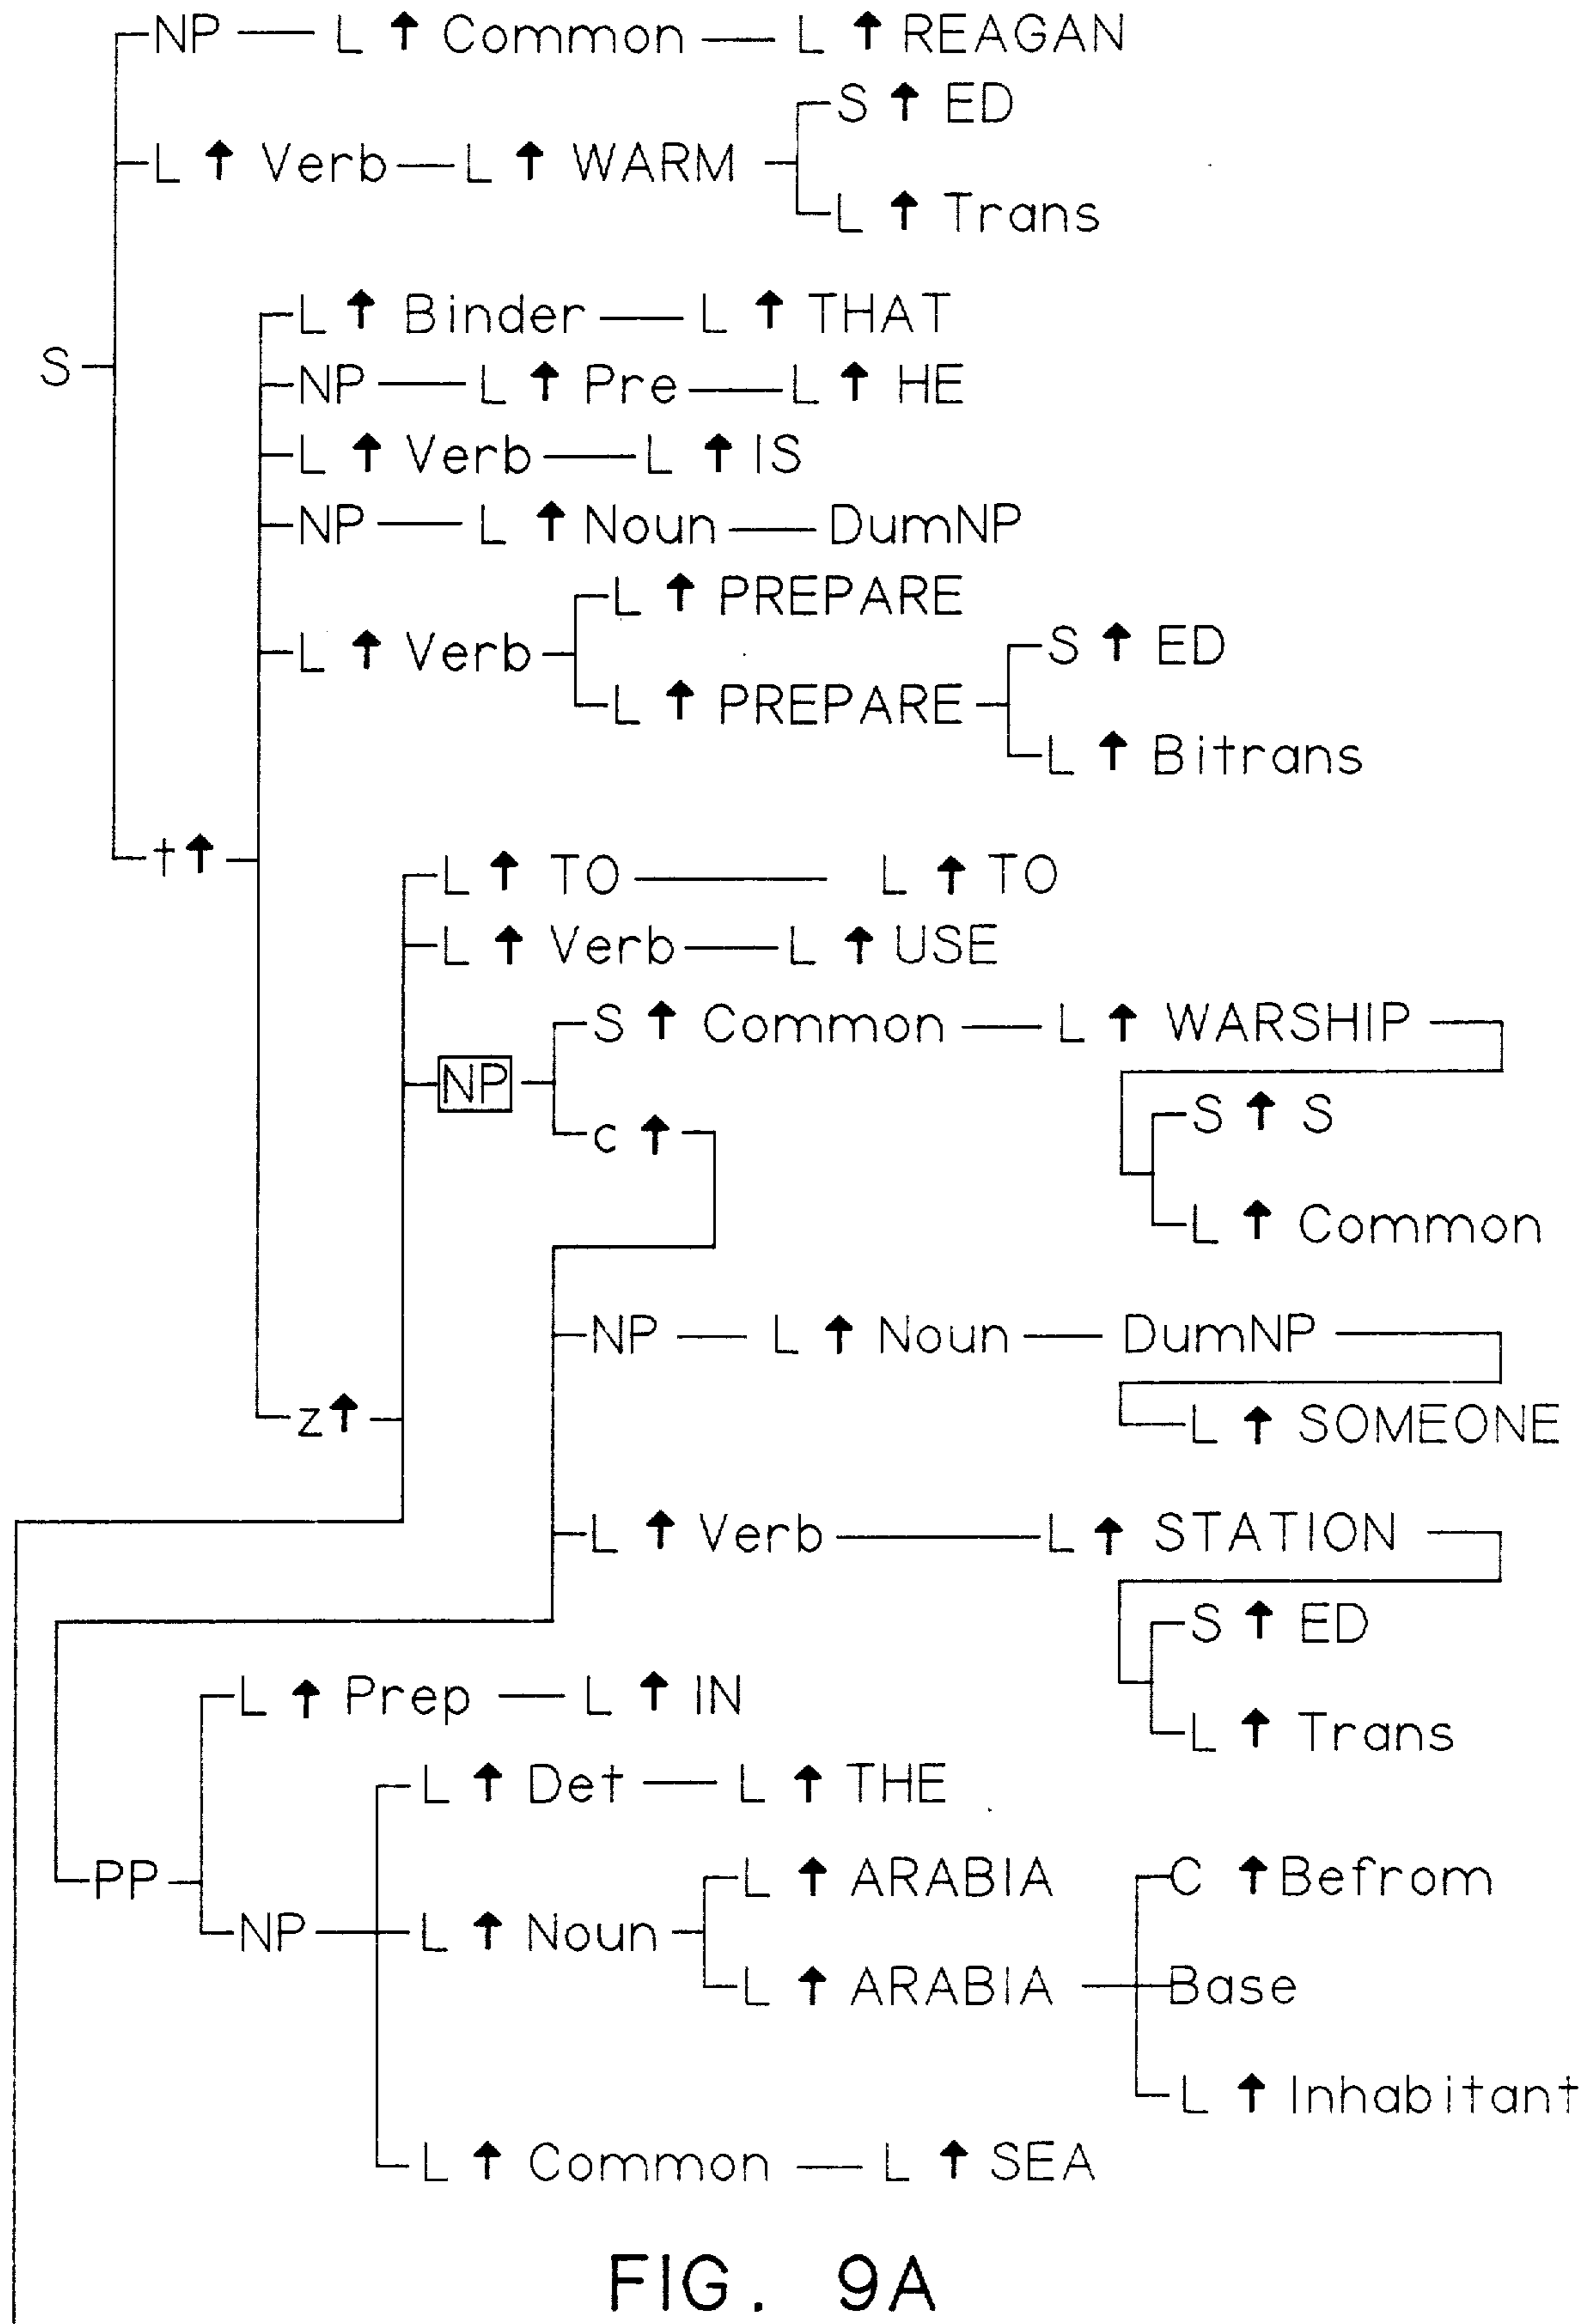 NP — L ↑ Common — L ↑ REAGAN
S ↑ ED
L ↑ Verb — L ↑ WARM
L ↑ Trans
L ↑ Binder — L ↑ THAT
S
NP — L ↑ Pre — L ↑ HE
L ↑ Verb — L ↑ IS
NP — L ↑ Noun — DumNP
L ↑ PREPARE
S ↑ ED
L ↑ Verb
L ↑ PREPARE
L ↑ Bitrans
t ↑
L ↑ TO — L ↑ TO
L ↑ Verb — L ↑ USE
S ↑ Common — L ↑ WARSHIP
NP
S ↑ S
c ↑
L ↑ Common
NP — L ↑ Noun — DumNP
z ↑
L ↑ SOMEONE
L ↑ Verb — L ↑ STATION
S ↑ ED
L ↑ Prep — L ↑ IN
L ↑ Trans
L ↑ Det — L ↑ THE
PP
L ↑ ARABIA
C ↑ Befrom
NP
L ↑ Noun
L ↑ ARABIA
Base
L ↑ Inhabitant
L ↑ Common — L ↑ SEA
FIG. 9A